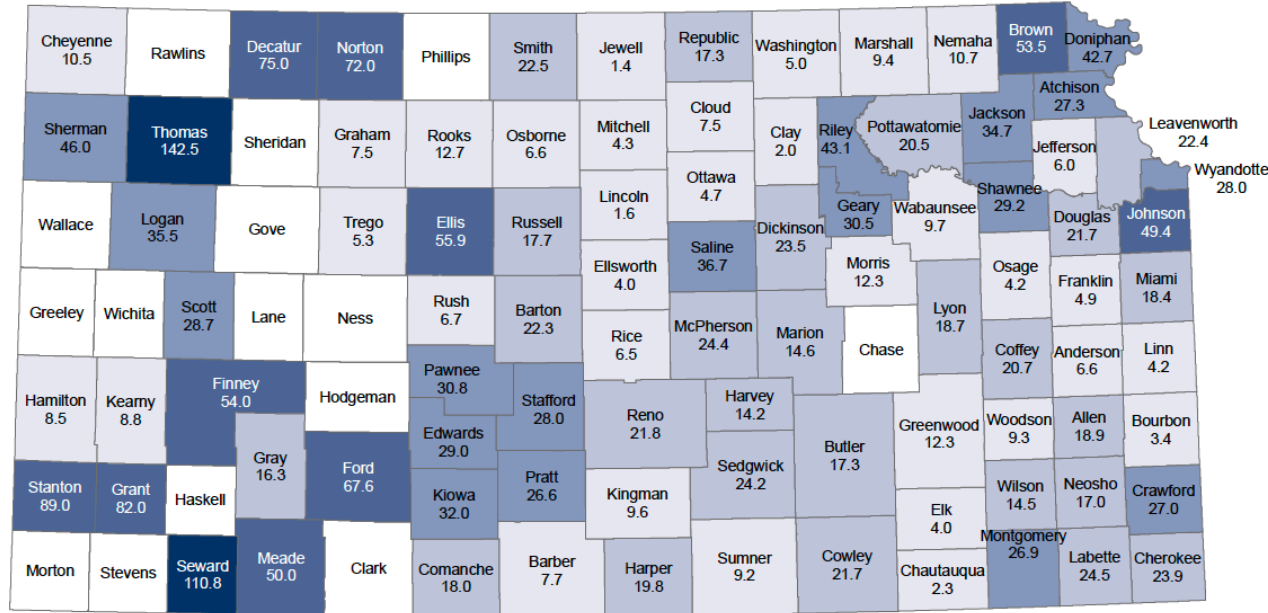 Cheyenne
10.5
Rawlins
Decatur
75.0
Norton
72.0
Phillips
Smith
22.5
Jewell
1.4
Republic
17.3
Washington
5.0
Marshall
9.4
Nemaha
10.7
Brown
53.5
Doniphan
42.7
Atchison
27.3
Sherman
46.0
Thomas
142.5
Sheridan
Graham
7.5
Rooks
12.7
Osborne
6.6
Mitchell
4.3
Cloud
7.5
Clay
2.0
Riley
43.1
Pottawatomie
20.5
Jackson
34.7
Jefferson
6.0
Leavenworth
22.4
Wyandotte
28.0
Wallace
Logan
35.5
Gove
Trego
5.3
Ellis
55.9
Russell
17.7
Lincoln
1.6
Ottawa
4.7
Saline
36.7
Dickinson
23.5
Geary
30.5
Wabaunsee
9.7
Shawnee
29.2
Douglas
21.7
Johnson
49.4
Ellsworth
4.0
Morris
12.3
Osage
4.2
Franklin
4.9
Miami
18.4
Greeley
Wichita
Scott
28.7
Lane
Ness
Rush
6.7
Barton
22.3
Rice
6.5
McPherson
24.4
Marion
14.6
Chase
Lyon
18.7
Coffey
20.7
Anderson
6.6
Linn
4.2
Hamilton
8.5
Kearny
8.8
Finney
54.0
Hodgeman
Pawnee
30.8
Stafford
28.0
Edwards
29.0
Reno
21.8
Harvey
14.2
Butler
17.3
Greenwood
12.3
Woodson
9.3
Allen
18.9
Bourbon
3.4
Gray
16.3
Ford
67.6
Kiowa
32.0
Pratt
26.6
Kingman
9.6
Sedgwick
24.2
Wilson
14.5
Neosho
17.0
Crawford
27.0
Stanton
89.0
Grant
82.0
Haskell
Elk
4.0
Morton
Stevens
Seward
110.8
Meade
50.0
Clark
Comanche
18.0
Barber
7.7
Harper
19.8
Sumner
9.2
Cowley
21.7
Chautauqua
2.3
Montgomery
26.9
Labette
24.5
Cherokee
23.9